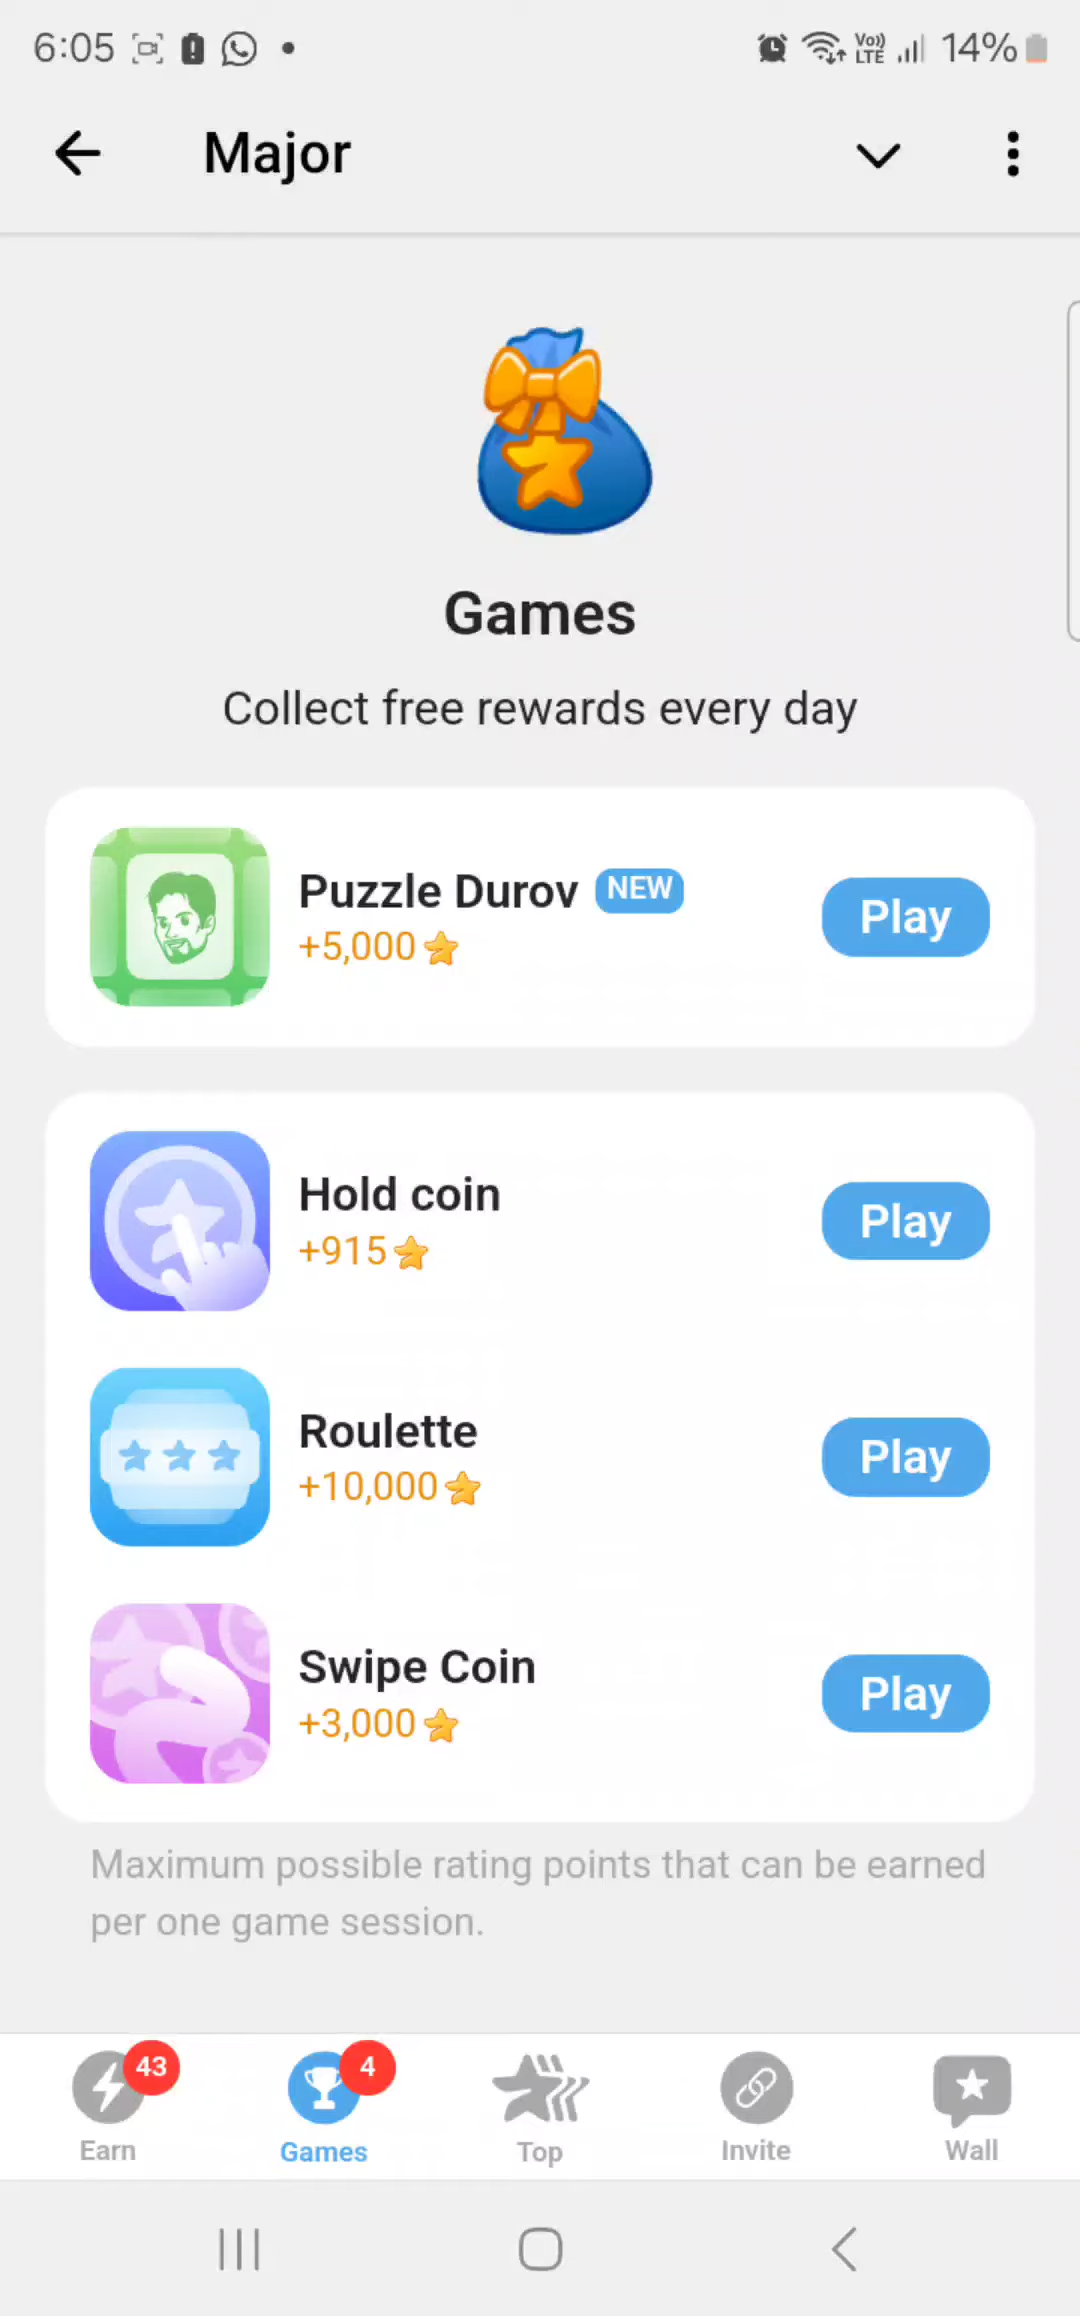 6:05
Vo)) LTE 14%
Major
Games
Collect free rewards every day
Puzzle Durov NEW
+5,000
Play
Hold coin
+915
Play
Roulette
+10,000
Play
Swipe Coin
+3,000
Play
Maximum possible rating points that can be earned
per one game session.
43
4
Earn
Games
Top
Invite
Wall